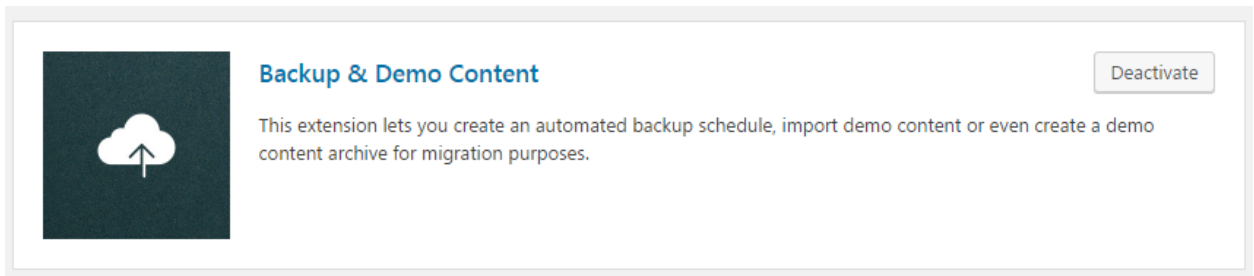 Backup & Demo Content
Deactivate
This extension lets you create an automated backup schedule, import demo content or even create a demo
content archive for migration purposes.